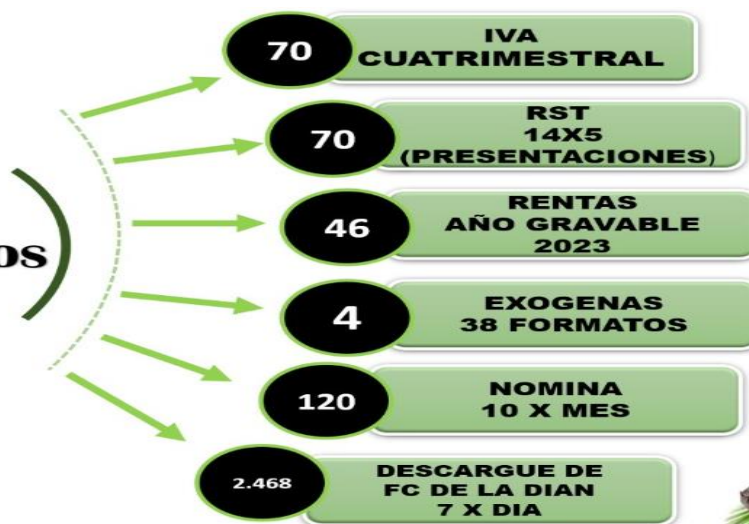 70
IVA
CUATRIMESTRAL
70
RST
14X5
(PRESENTACIONES)
OS
46
RENTAS
AÑO GRAVABLE
2023
4
EXOGENAS
38 FORMATOS
120
NOMINA
10 X MES
2.468
DESCARGUE DE
FC DE LA DIAN
7 X DIA